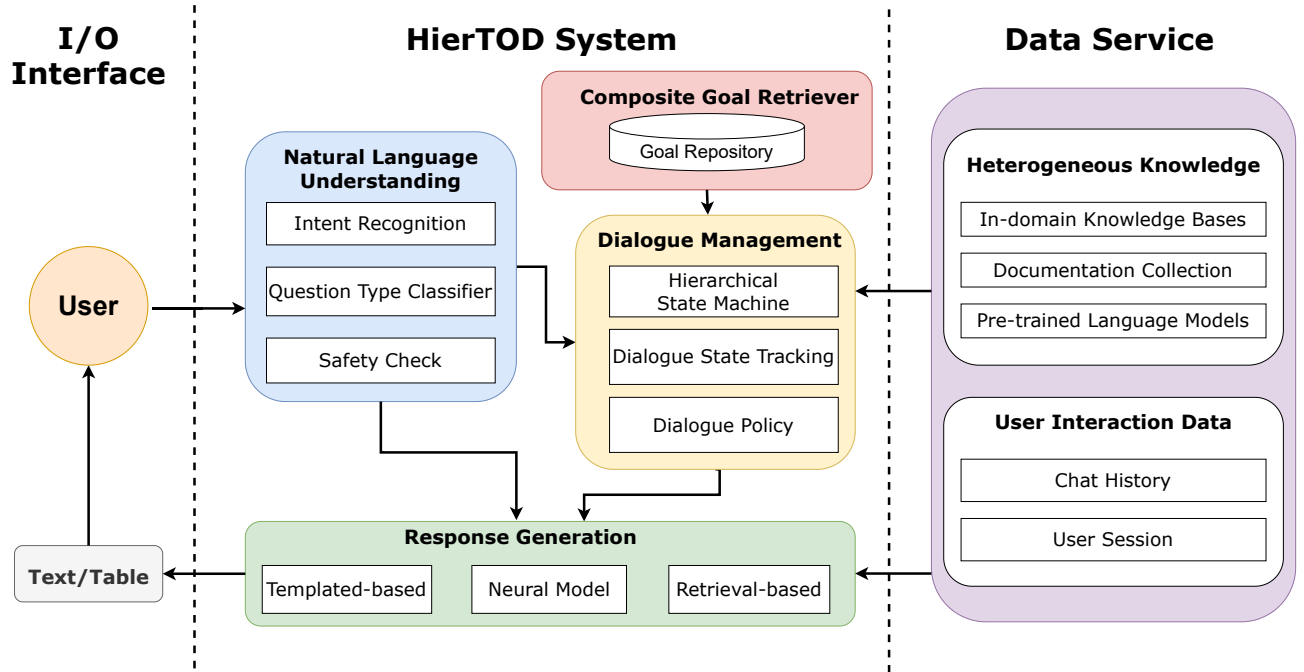 I/O
Interface
HierTOD System
Data Service
Composite Goal Retriever
Goal Repository
Natural Language
Understanding
Intent Recognition
Question Type Classifier
Safety Check
Dialogue Management
Hierarchical
State Machine
Dialogue State Tracking
Dialogue Policy
Heterogeneous Knowledge
In-domain Knowledge Bases
Documentation Collection
Pre-trained Language Models
User Interaction Data
Chat History
User Session
User
Text/Table
Response Generation
Templated-based
Neural Model
Retrieval-based